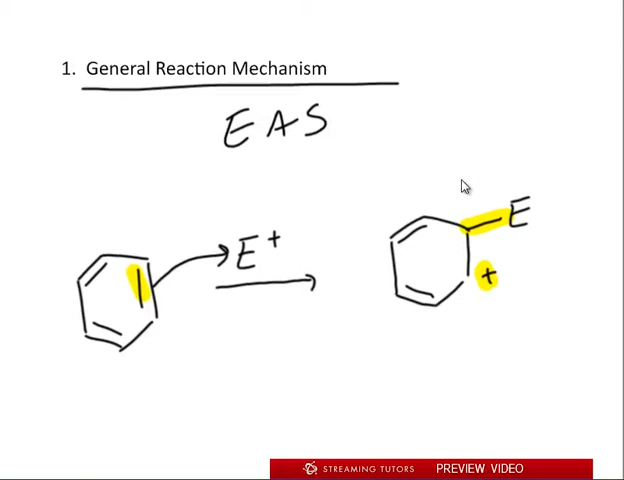 1. General Reaction Mechanism
EAS
E
E+
+
STREAMING TUTORS PREVIEW VIDEO